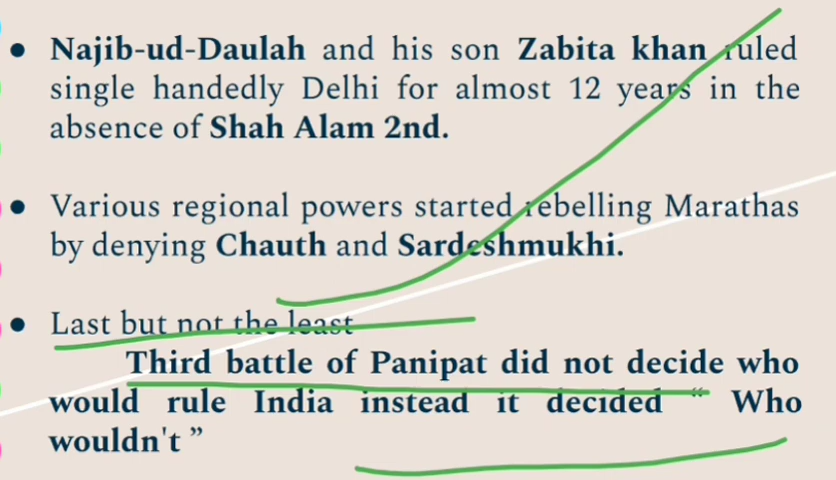 • Najib-ud-Daulah and his son Zabita khan ruled
single handedly Delhi for almost 12 years in the
absence of Shah Alam 2nd.
• Various regional powers started rebelling Marathas
by denying Chauth and Sardeshmukhi.
• Last but not the least
Third battle of Panipat did not decide who
would rule India instead it decided “ Who
wouldn't ”